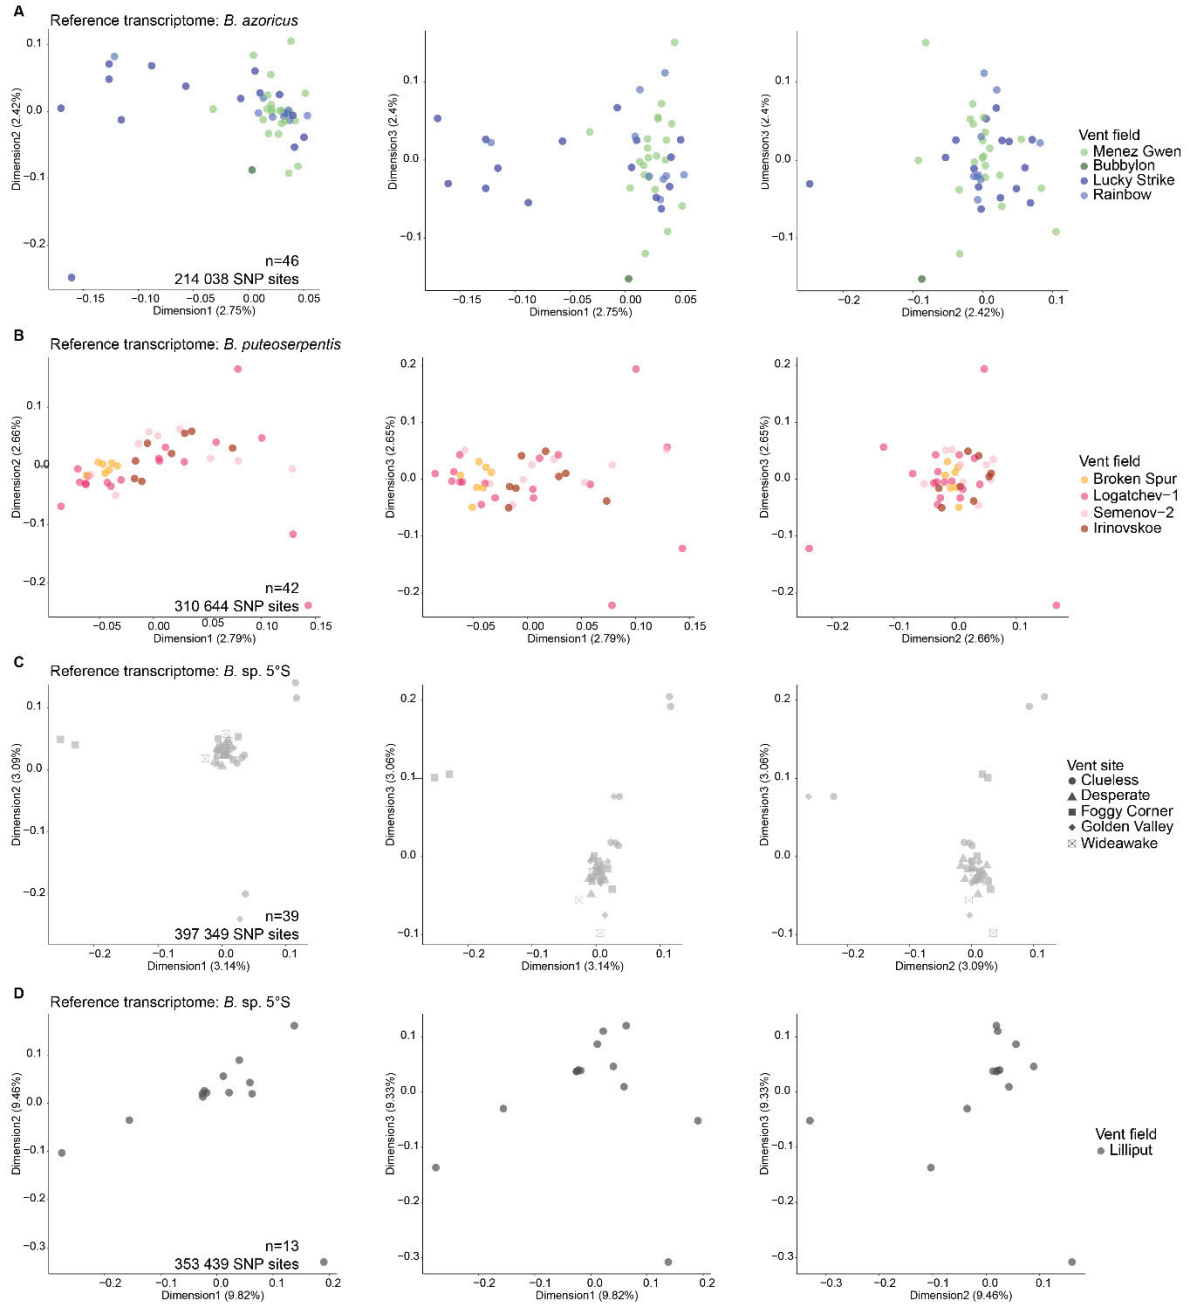 A
Reference transcriptome: B. azoricus
0.1
0.0
−0.1
−0.2
Dimension2 (2.42%)
n=46
214 038 SNP sites
−0.15
−0.10
−0.05
0.00
0.05
Dimension1 (2.75%)
0.1
0.0
−0.1
Dimension3 (2.4%)
−0.15
−0.10
−0.05
0.00
0.05
Dimension1 (2.75%)
0.1
0.0
−0.1
Dimension3 (2.4%)
−0.2
−0.1
0.0
0.1
Dimension2 (2.42%)
Vent field
Menez Gwen
Bubbylon
Lucky Strike
Rainbow
B
Reference transcriptome: B. puteoserpentis
0.1
0.0
−0.1
−0.2
Dimension2 (2.66%)
n=42
310 644 SNP sites
−0.05
0.00
0.05
0.10
0.15
Dimension1 (2.79%)
0.2
0.1
0.0
−0.1
−0.2
Dimension3 (2.65%)
−0.05
0.00
0.05
0.10
0.15
Dimension1 (2.79%)
0.2
0.1
0.0
−0.1
−0.2
Dimension3 (2.65%)
−0.2
−0.1
0.0
0.1
Dimension2 (2.66%)
Vent field
Broken Spur
Logatchev−1
Semenov−2
Irinovskoe
C
Reference transcriptome: B. sp. 5°S
0.1
0.0
−0.1
−0.2
Dimension2 (3.09%)
n=39
397 349 SNP sites
−0.2
−0.1
0.0
0.1
Dimension1 (3.14%)
0.2
0.1
0.0
−0.1
Dimension3 (3.06%)
−0.2
−0.1
0.0
0.1
Dimension1 (3.14%)
0.2
0.1
0.0
−0.1
Dimension3 (3.06%)
−0.2
−0.1
0.0
0.1
Dimension2 (3.09%)
Vent site
Clueless
Desperate
Foggy Corner
Golden Valley
Wideawake
D
Reference transcriptome: B. sp. 5°S
0.1
0.0
−0.1
−0.2
−0.3
Dimension2 (9.46%)
n=13
353 439 SNP sites
−0.2
−0.1
0.0
0.1
0.2
Dimension1 (9.82%)
0.1
0.0
−0.1
−0.2
−0.3
Dimension3 (9.33%)
−0.2
−0.1
0.0
0.1
0.2
Dimension1 (9.82%)
0.1
0.0
−0.1
−0.2
−0.3
Dimension3 (9.33%)
−0.3
−0.2
−0.1
0.0
0.1
Dimension2 (9.46%)
Vent field
Lilliput